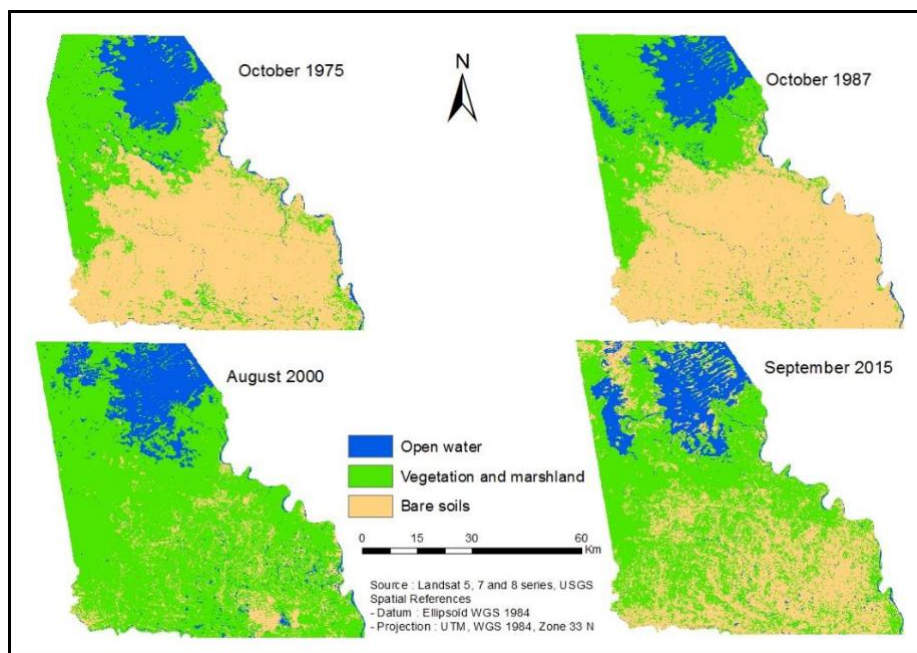 October 1975
N
October 1987
August 2000
September 2015
Open water
Vegetation and marshland
Bare soils
0 15 30 60
Km
Source : Landsat 5, 7 and 8 series, USGS
Spatial References
- Datum : Ellipsoid WGS 1984
- Projection : UTM, WGS 1984, Zone 33 N